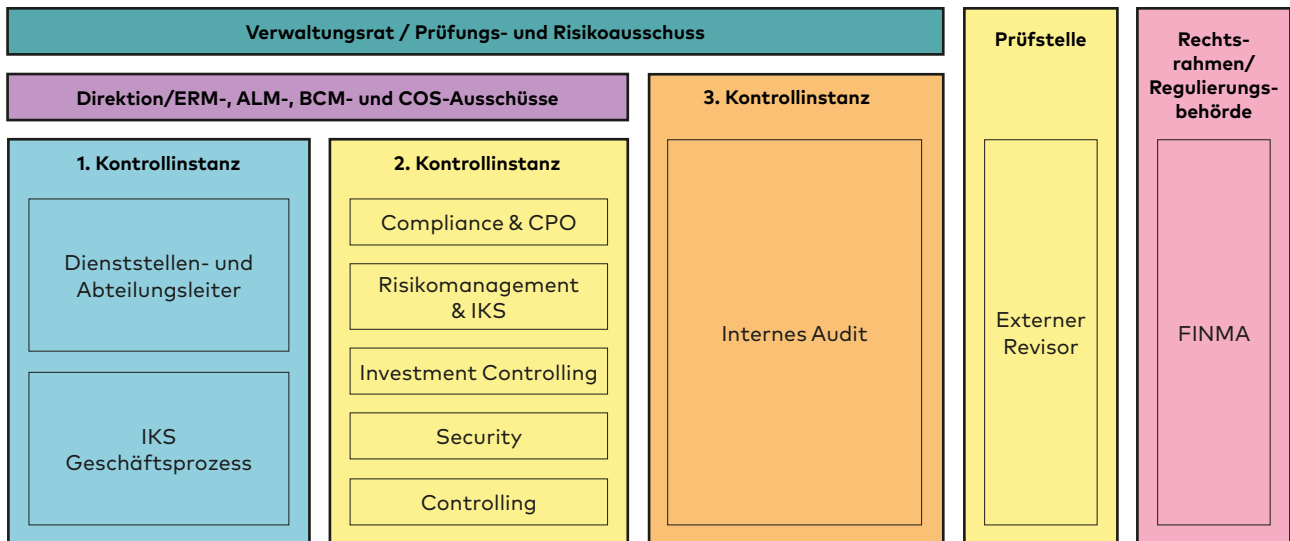 Verwaltungsrat / Prüfungs- und Risikoausschuss
Direktion/ERM-, ALM-, BCM- und COS-Ausschüsse
1. Kontrollinstanz
Dienststellen- und
Abteilungsleiter
IKS
Geschäftsprozess
2. Kontrollinstanz
Compliance & CPO
Risikomanagement
& IKS
Investment Controlling
Security
Controlling
3. Kontrollinstanz
Internes Audit
Prüfstelle
Externer
Revisor
Rechts-
rahmen/
Regulierungs-
behörde
FINMA